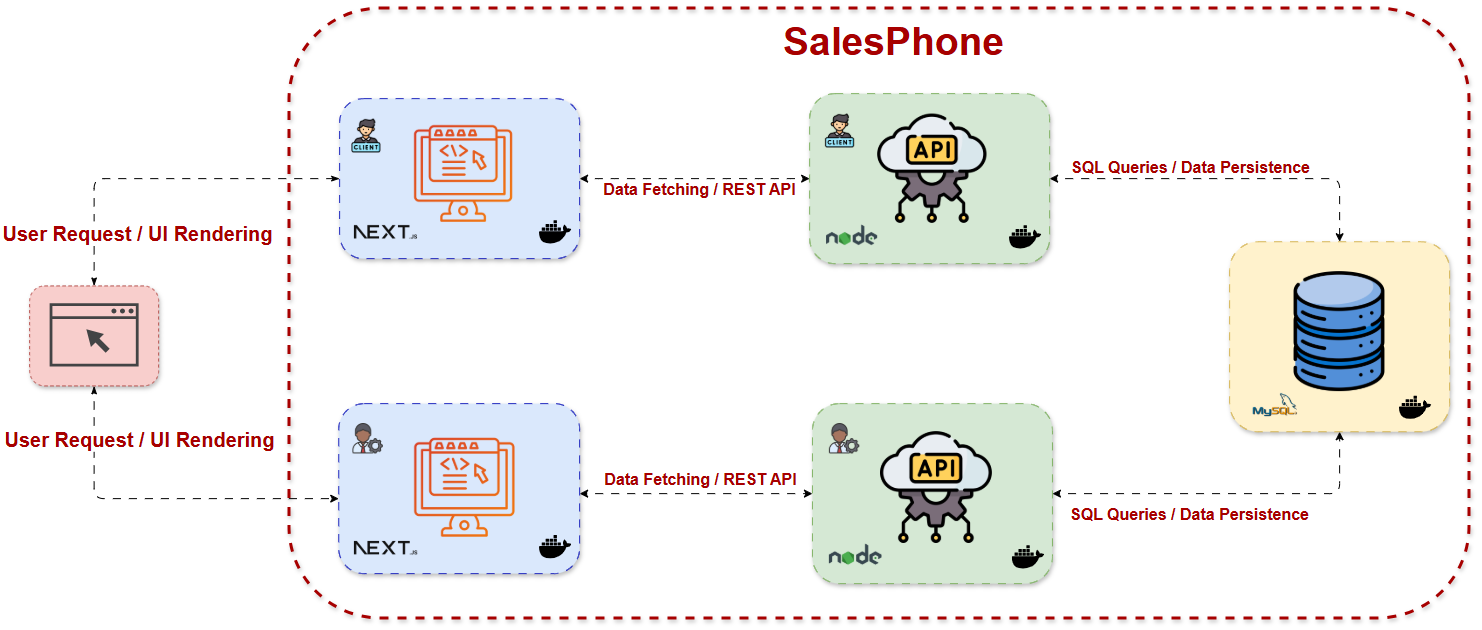 SalesPhone
CLIENT
NEXT.JS
Data Fetching / REST API
CLIENT
API
node
SQL Queries / Data Persistence
User Request / UI Rendering
MySQL
User Request / UI Rendering
NEXT.JS
Data Fetching / REST API
API
node
SQL Queries / Data Persistence